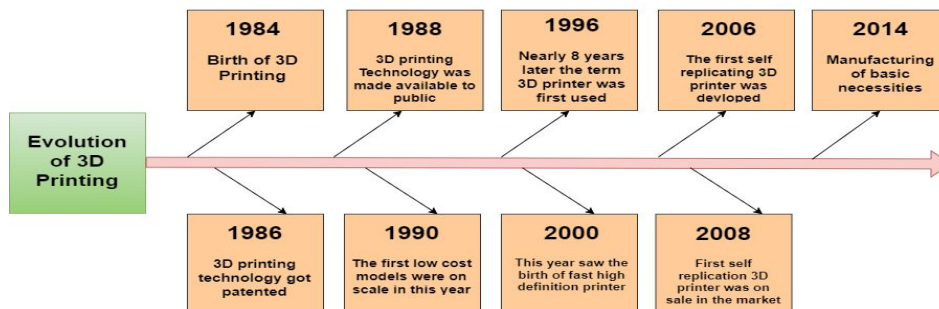 1984
Birth of 3D
Printing
1988
3D printing
Technology was
made available to
public
1996
Nearly 8 years
later the term
3D printer was
first used
2006
The first self
replicating 3D
printer was
devloped
2014
Manufacturing
of basic
necessities
Evolution
of 3D
Printing
1986
3D printing
technology got
patented
1990
The first low cost
models were on
scale in this year
2000
This year saw the
birth of fast high
definition printer
2008
First self
replication 3D
printer was on
sale in the market